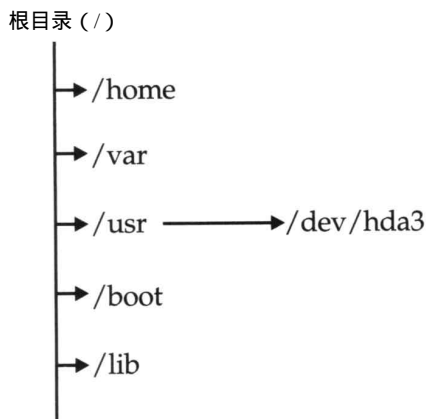 根目录 ( / )
/home
/var
/usr /dev/hda3
/boot
/lib